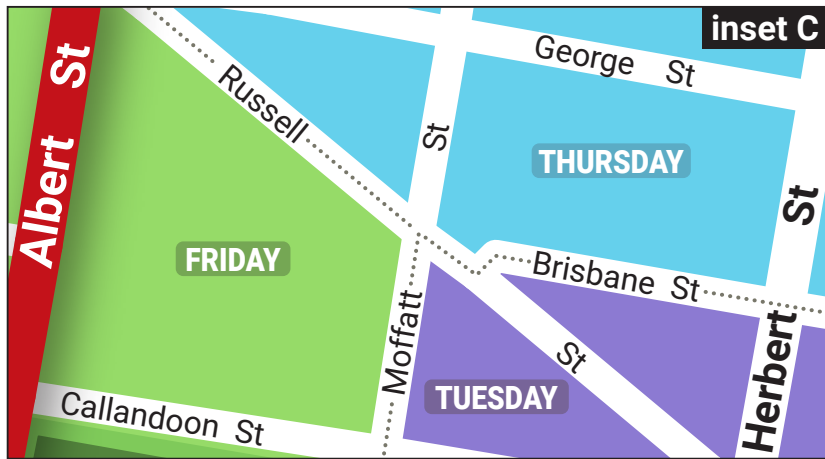 inset C
Albert St
Russell St
George St
St
THURSDAY
Herbert St
FRIDAY
Brisbane St
Moffatt
TUESDAY
Callandoon St